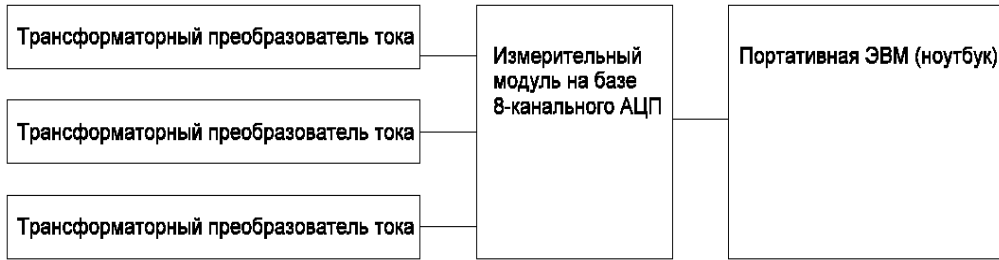 Трансформаторный преобразователь тока
Трансформаторный преобразователь тока
Трансформаторный преобразователь тока
Измерительный
модуль на базе
8-канального АЦП
Портативная ЭВМ (ноутбук)